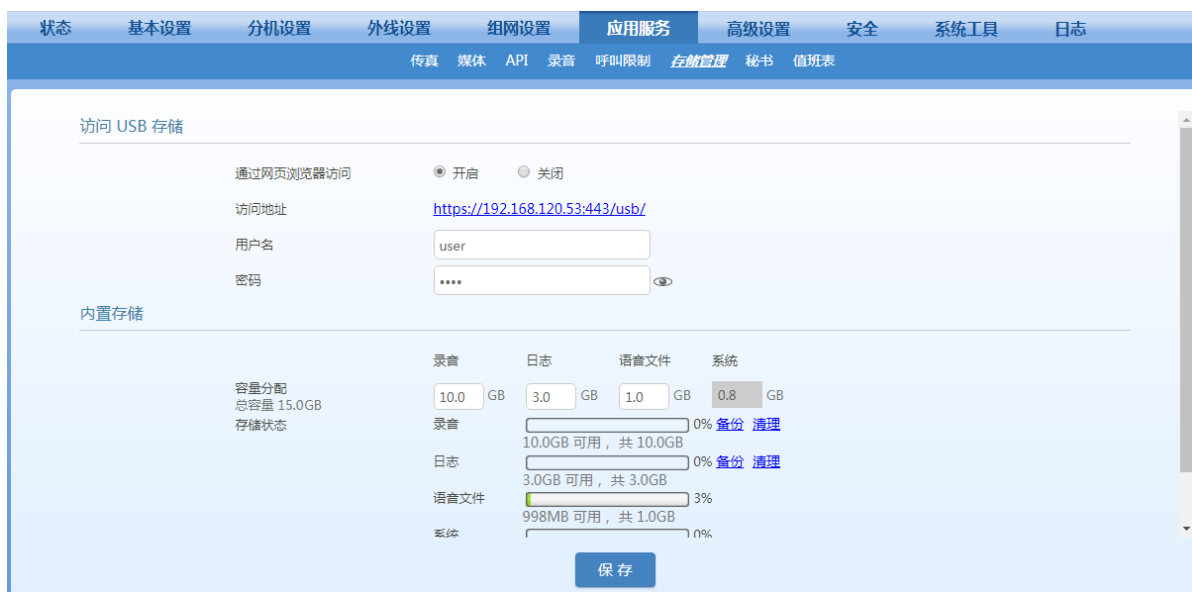 状态 基本设置 分机设置 外线设置 组网设置 应用服务 高级设置 安全 系统工具 日志
传真 媒体 API 录音 呼叫限制 存储管理 秘书 值班表
访问 USB 存储
通过网页浏览器访问 开启 关闭
访问地址 https://192.168.120.53:443/usb/
用户名 user
密码 ••••
内置存储
录音 日志 语音文件 系统
容量分配 10.0 GB 3.0 GB 1.0 GB 0.8 GB
总容量 15.0GB
存储状态 录音 0% 备份 清理
10.0GB 可用， 共 10.0GB
日志 0% 备份 清理
3.0GB 可用， 共 3.0GB
语音文件 3%
998MB 可用， 共 1.0GB
系统 0%
保存